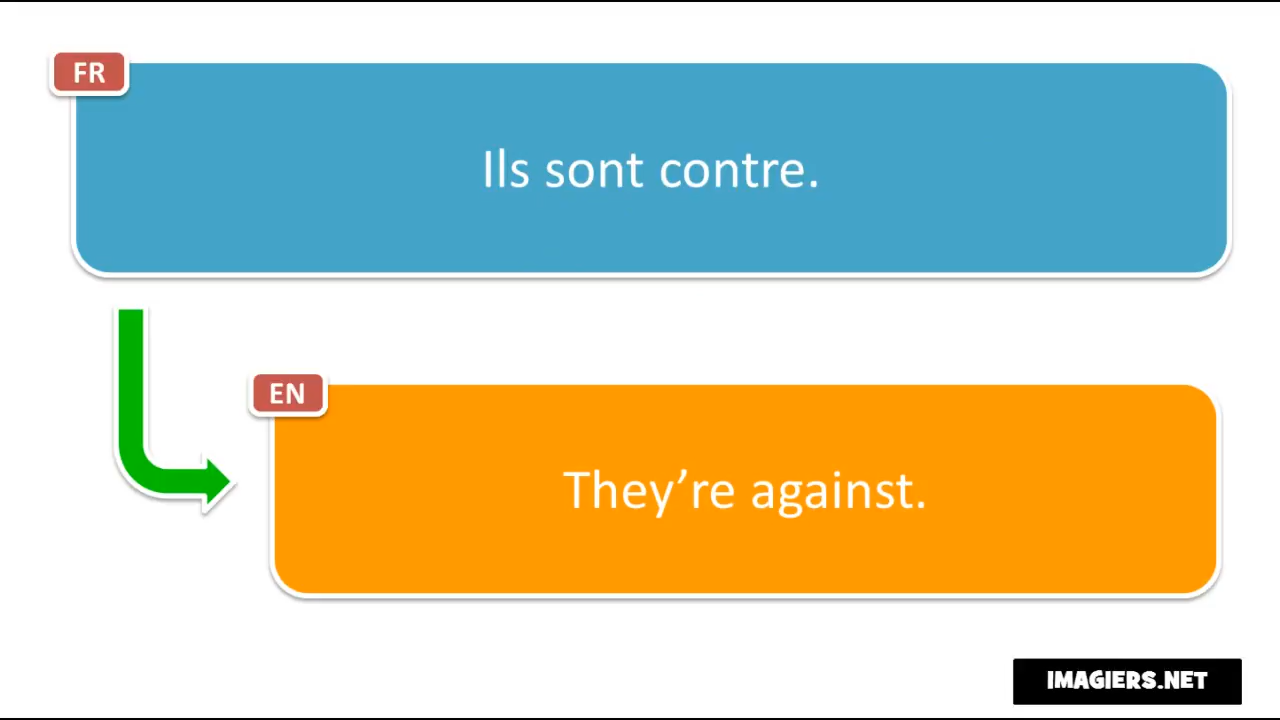 FR
Ils sont contre.
EN
They’re against.
IMAGIERS.NET